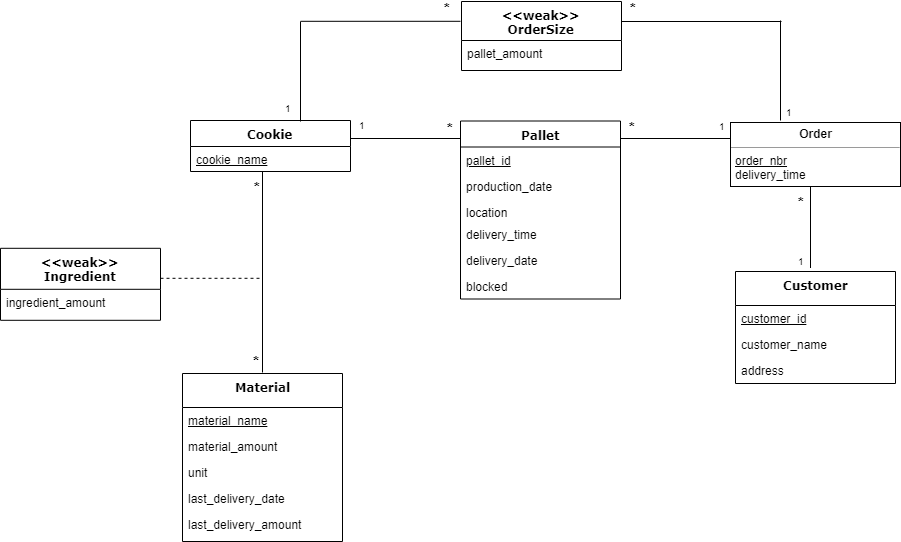 *
<<weak>>
OrderSize
pallet_amount
*
1
1
Cookie
cookie_name
1
*
Pallet
pallet_id
production_date
location
delivery_time
delivery_date
blocked
*
1
Order
order_nbr
delivery_time
*
*
1
<<weak>>
Ingredient
ingredient_amount
Customer
customer_id
customer_name
address
*
Material
material_name
material_amount
unit
last_delivery_date
last_delivery_amount